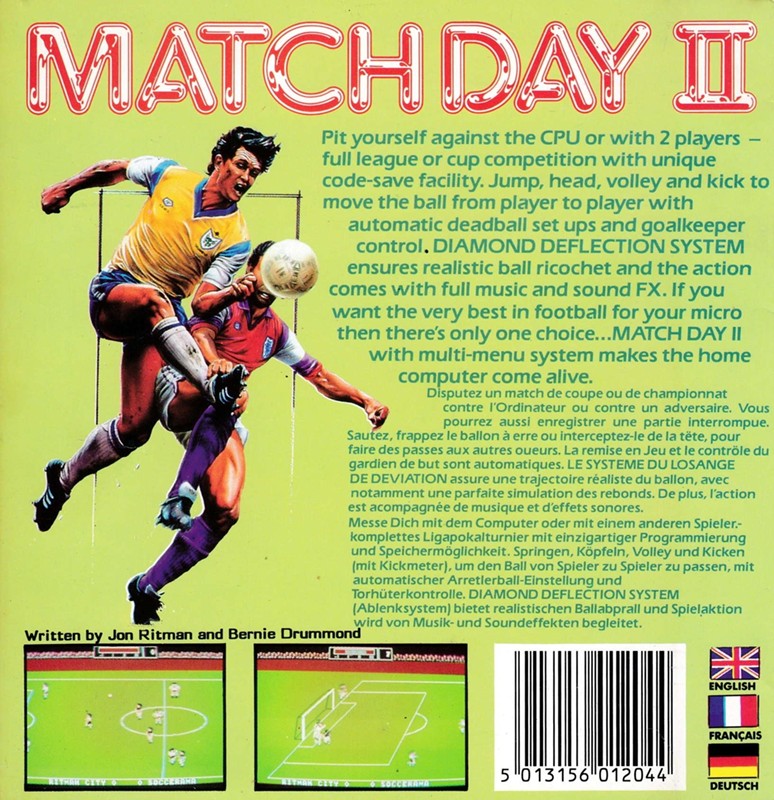 MATCH DAY II
Pit yourself against the CPU or with 2 players –
full league or cup competition with unique
code-save facility. Jump, head, volley and kick to
move the ball from player to player with
automatic deadball set ups and goalkeeper
control. DIAMOND DEFLECTION SYSTEM
ensures realistic ball ricochet and the action
comes with full music and sound FX. If you
want the very best in football for your micro
then there's only one choice...MATCH DAY II
with multi-menu system makes the home
computer come alive.
Disputez un match de coupe ou de championnat
contre l'Ordinateur ou contre un adversaire. Vous
pourrez aussi enregistrer une partie interrompue.
Sautez, frappez le ballon à erre ou interceptez-le de la tëte, pour
faire des passes aux autres oueurs. La remise en Jeu et le contrôle du
gardien de but sont automatiques. LE SYSTEME DU LOSANGE
DE DEVIATION assure une trajectoire réaliste du ballon, avec
notamment une parfaite simulation des rebonds. De plus, l'action
est acompagnée de musique et d'effets sonores.
Messe Dich mit dem Computer oder mit einem anderen Spieler.-
komplettes Ligapokalturnier mit einzigartiger Programmierung
und Speichermöglichkeit. Springen, Köpfeln, Volley und Kicken
(mit Kickmeter), um den Ball von Spieler zu Spieler zu passen, mit
automatischer Arretlerball-Einstellung und
Torhüterkontrolle. DIAMOND DEFLECTION SYSTEM
(Ablenksystem) bietet realistischen Ballabprall und Spielaktion
wird von Musik- und Soundeffekten begleitet.
Written by Jon Ritman and Bernie Drummond
RITMAN CITY 0 0 SOCCERAMA
RITMAN CITY 0 0 SOCCERAMA
5 013156 012044
ENGLISH
FRANÇAIS
DEUTSCH